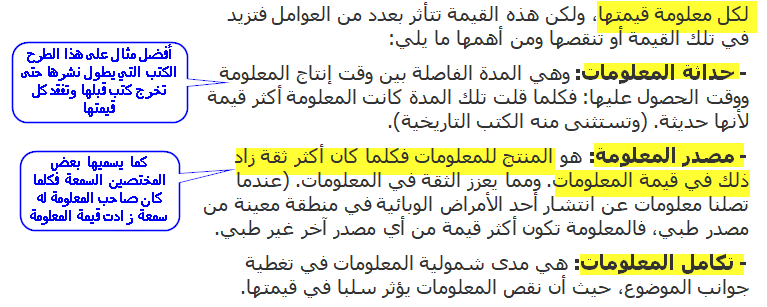 لكل معلومة قيمتها، ولكن هذه القيمة تتأثر بعدد من العوامل فتزيد
في تلك القيمة أو تنقصها ومن أهمها ما يلي:
- حداثة المعلومات: وهي المدة الفاصلة بين وقت إنتاج المعلومة
ووقت الحصول عليها: فكلما قلت تلك المدة كانت المعلومة أكثر قيمة
لأنها حديثة. (وتستثنى منه الكتب التاريخية).
أفضل مثال على هذا الطرح
الكتب التي يطول نشرها حتى
تخرج كتب قبلها وتفقد كل
قيمتها
- مصدر المعلومة: هو المنتج للمعلومات فكلما كان أكثر ثقة زاد
ذلك في قيمة المعلومات. ومما يعزز الثقة في المعلومات. (عندما
تصلنا معلومات عن انتشار أحد الأمراض الوبائية في منطقة معينة من
مصدر طبي، فالمعلومة تكون أكثر قيمة من أي مصدر آخر غير طبي.
كما يسميها بعض
المختصين السمعة فكلما
كان صاحب المعلومة له
سمعة زادت قيمة المعلومة
- تكامل المعلومات: هي مدى شمولية المعلومات في تغطية
جوانب الموضوع، حيث أن نقص المعلومات يؤثر سلبا في قيمتها.